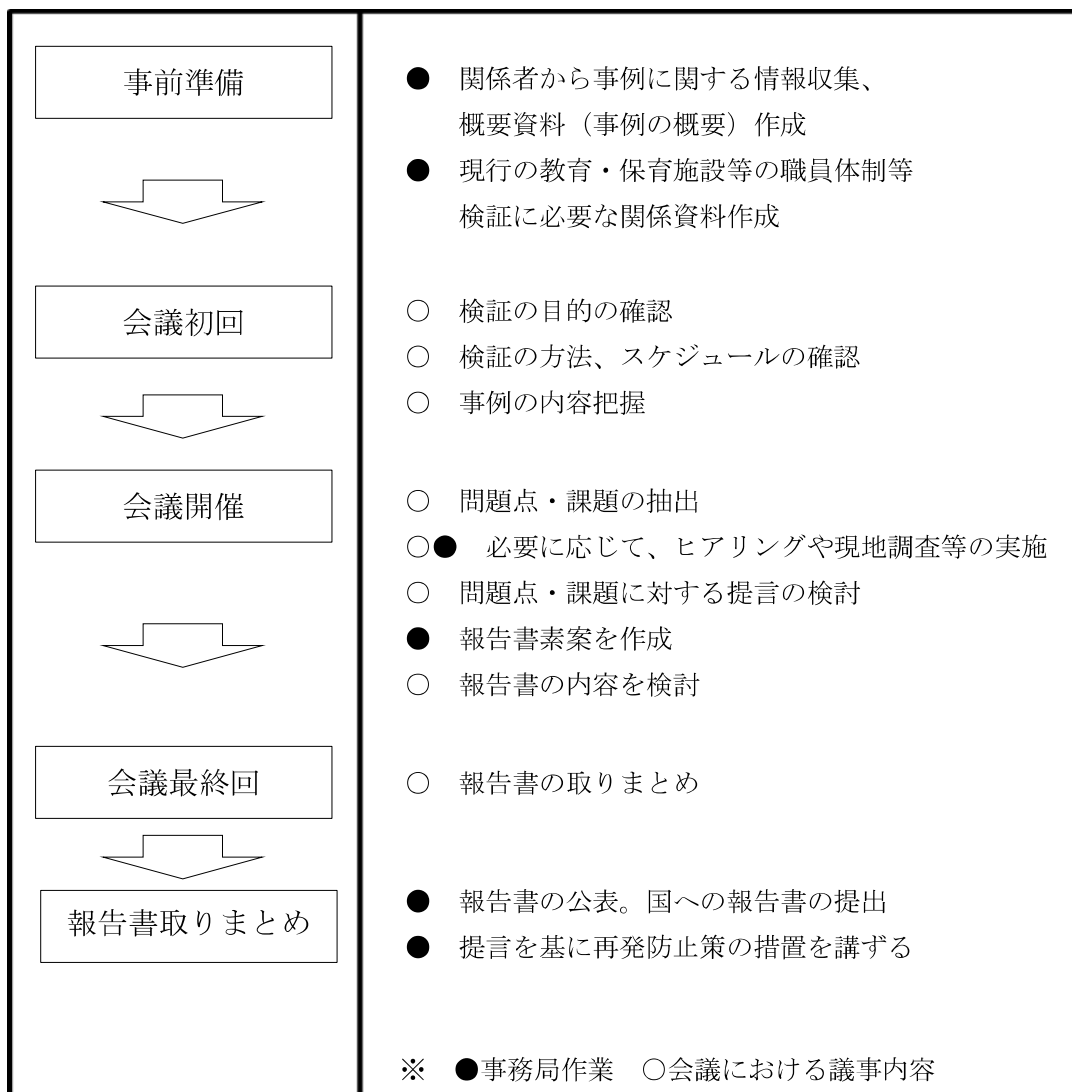 事前準備
● 関係者から事例に関する情報収集、
概要資料（事例の概要）作成
● 現行の教育・保育施設等の職員体制等
検証に必要な関係資料作成
会議初回
○ 検証の目的の確認
○ 検証の方法、スケジュールの確認
○ 事例の内容把握
会議開催
○ 問題点・課題の抽出
○● 必要に応じて、ヒアリングや現地調査等の実施
○ 問題点・課題に対する提言の検討
● 報告書素案を作成
○ 報告書の内容を検討
会議最終回
○ 報告書の取りまとめ
報告書取りまとめ
● 報告書の公表。国への報告書の提出
● 提言を基に再発防止策の措置を講ずる
※ ●事務局作業 ○会議における議事内容